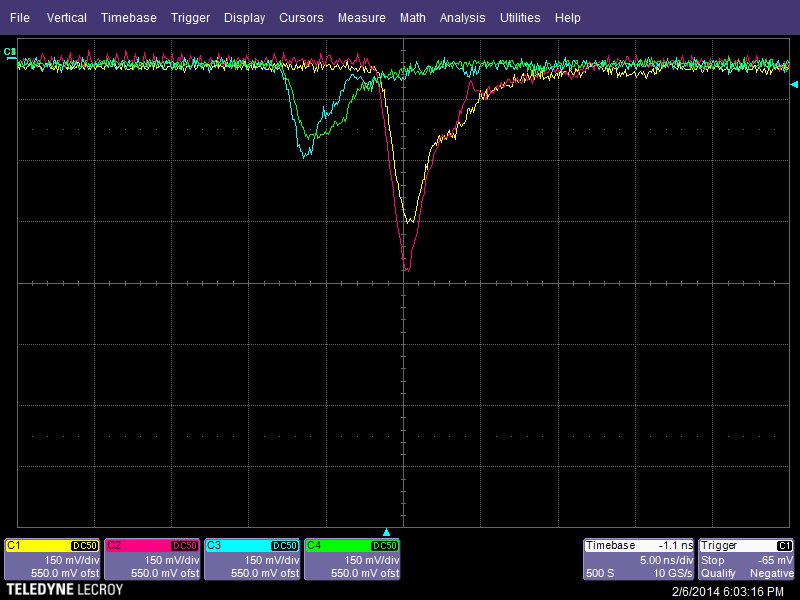 File Vertical Timebase Trigger Display Cursors Measure Math Analysis Utilities Help
C3
C1 DC50 C2 DC50 C3 DC50 C4 DC50 Timebase -1.1 ns Trigger C1
150 mV/div 150 mV/div 150 mV/div 150 mV/div 5.00 ns/div Stop -65 mV
550.0 mV ofst 550.0 mV ofst 550.0 mV ofst 550.0 mV ofst 500 S 10 GS/s Qualify Negative
TELEDYNE LECROY 2/6/2014 6:03:16 PM